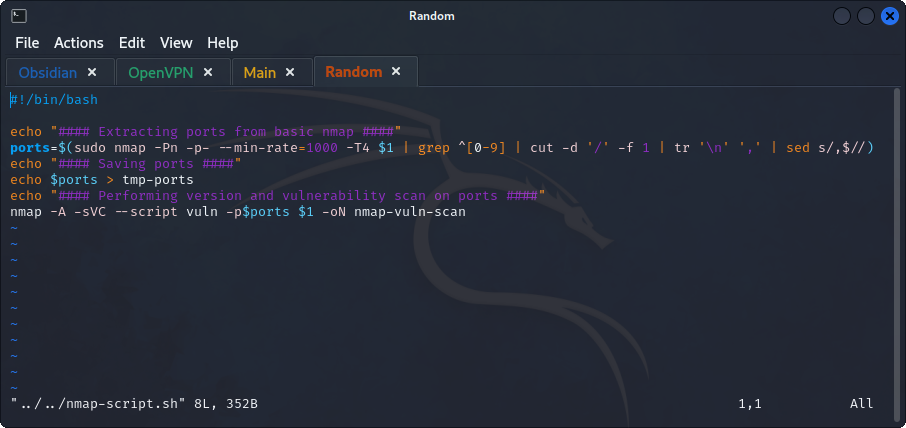 Random
File Actions Edit View Help
Obsidian × OpenVPN × Main × Random ×
#!/bin/bash
echo "#### Extracting ports from basic nmap ####"
ports=$(sudo nmap -Pn -p- --min-rate=1000 -T4 $1 | grep ^[0-9] | cut -d '/' -f 1 | tr '\n' ',' | sed s/,$//)
echo "#### Saving ports ####"
echo $ports > tmp-ports
echo "#### Performing version and vulnerability scan on ports ####"
nmap -A -sVC --script vuln -p$ports $1 -oN nmap-vuln-scan
~
~
~
~
~
~
~
~
~
~
~
"../../nmap-script.sh" 8L, 352B 1,1 All